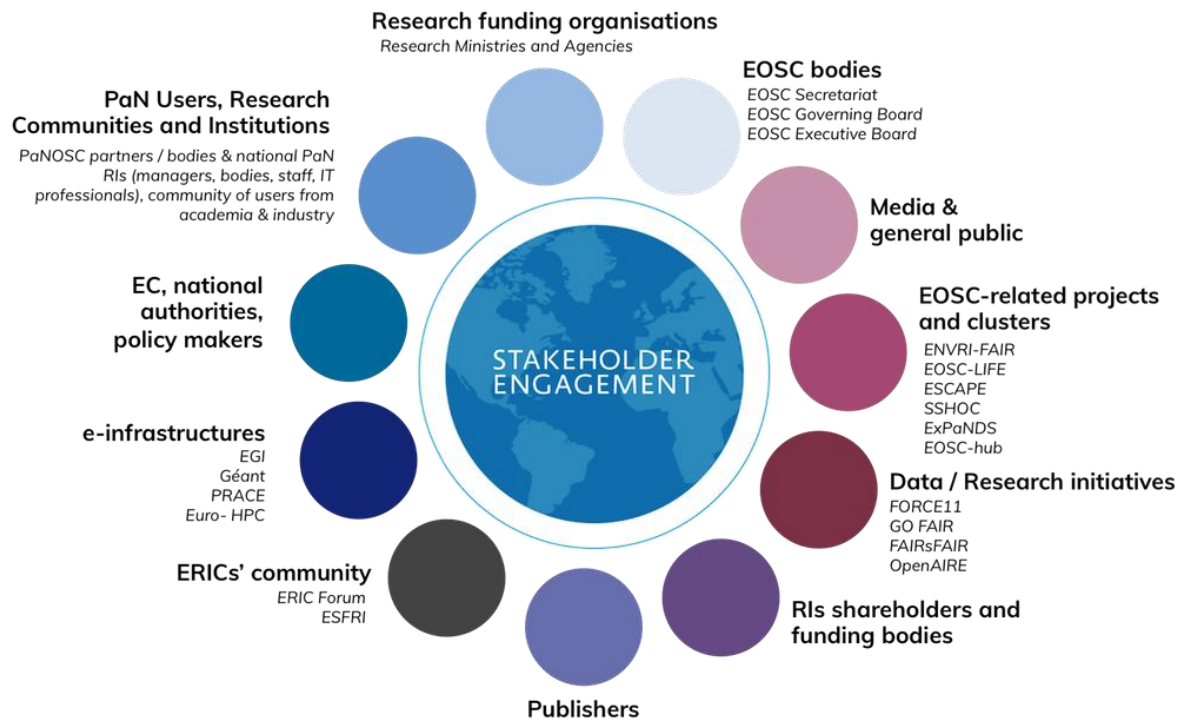 Research funding organisations
Research Ministries and Agencies
EOSC bodies
EOSC Secretariat
EOSC Governing Board
EOSC Executive Board
PaN Users, Research
Communities and Institutions
PaNOSC partners / bodies & national PaN
RIs (managers, bodies, staff, IT
professionals), community of users from
academia & industry
Media &
general public
EC, national
authorities,
policy makers
EOSC-related projects
and clusters
ENVRI-FAIR
EOSC-LIFE
ESCAPE
SSHOC
ExPaNDS
EOSC-hub
STAKEHOLDER
ENGAGEMENT
e-infrastructures
EGI
Géant
PRACE
Euro- HPC
Data / Research initiatives
FORCE11
GO FAIR
FAIRsFAIR
OpenAIRE
ERICs’ community
ERIC Forum
ESFRI
RIs shareholders and
funding bodies
Publishers